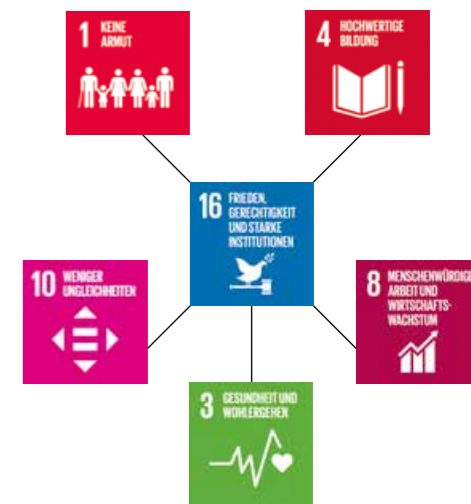 1 KEINE
ARMUT
4 HOCHWERTIGE
BILDUNG
16 FRIEDEN,
GERECHTIGKEIT
UND STARKE
INSTITUTIONEN
10 WENIGER
UNGLEICHHEITEN
8 MENSCHENWÜRDIGE
ARBEIT UND
WIRTSCHAFTS-
WACHSTUM
3 GESUNDHEIT UND
WOHLERGEHEN